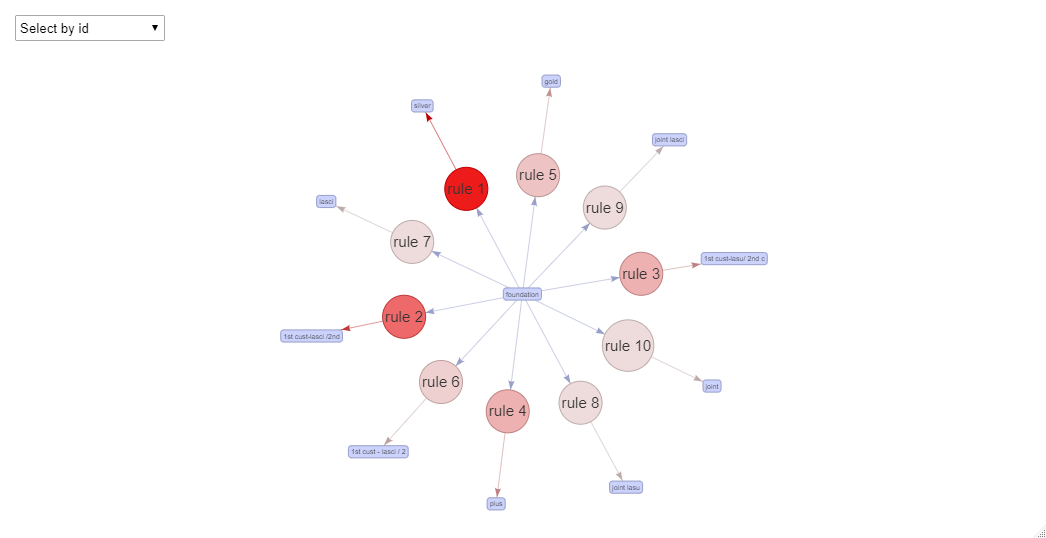 Select by id
gold
silver
joint lasci
rule 5
rule 1
lasci
rule 9
rule 7
1st cust-lasu/ 2nd c
rule 3
foundation
rule 2
1st cust-lasci /2nd
rule 10
rule 6
joint
rule 8
rule 4
1st cust - lasci / 2
joint lasu
plus